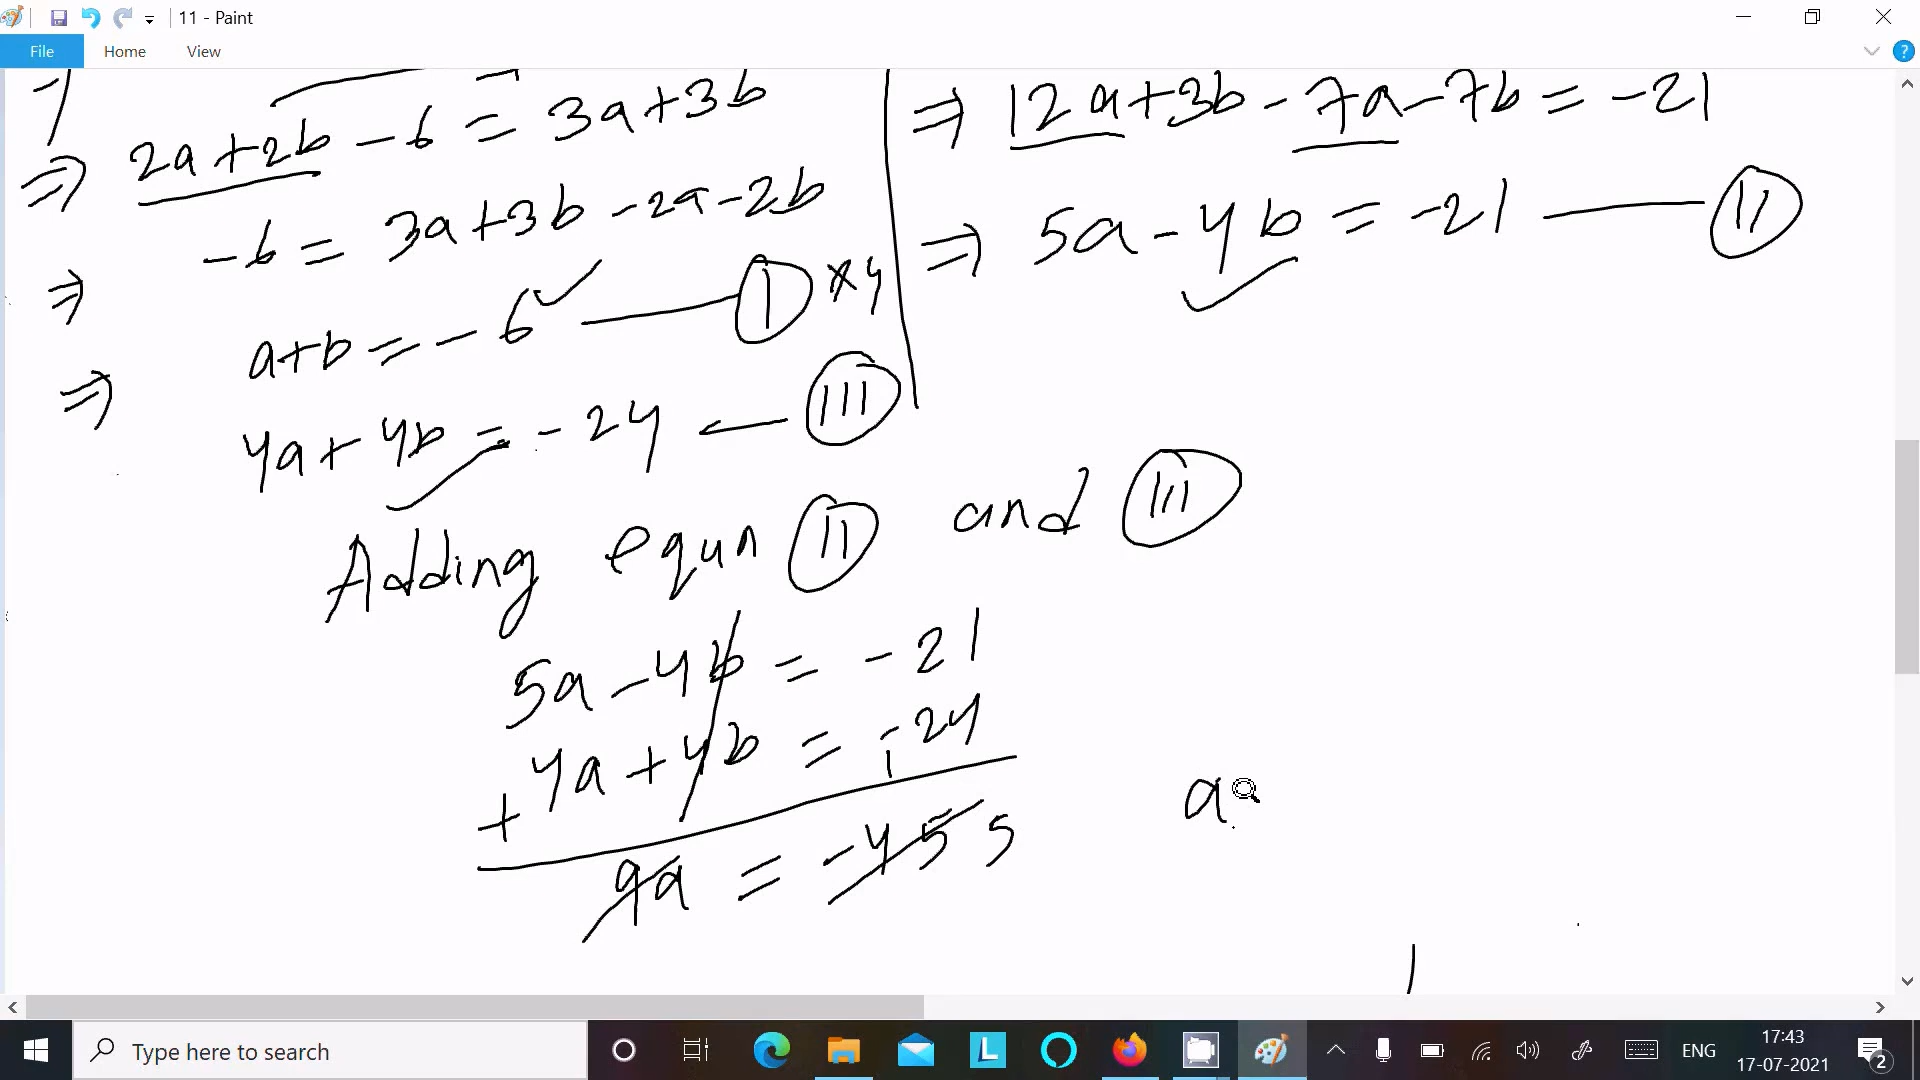 11 - Paint
File Home View
⇒ 2a+2b-6=3a+3b
⇒ -6=3a+3b-2a-2b
⇒ a+b=-6 — I ×4
4a+4b=-24 — III
⇒ 12a+3b-7a-7b=-21
⇒ 5a-4b=-21 — II
Adding equn II and III
5a-4b=-21
+4a+4b=-24
9a=-45 5
a
Type here to search
ENG
17:43
17-07-2021
2